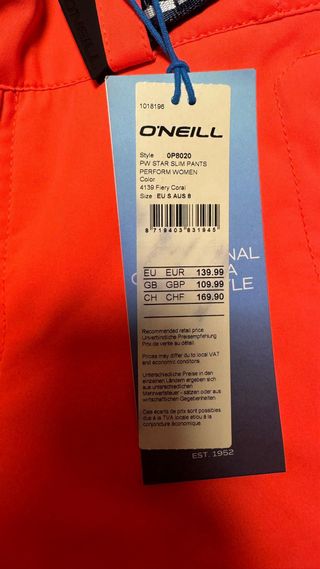 O'NEILL
1018196
O'NEILL
Style 0P8020
PW STAR SLIM PANTS
PERFORM WOMEN
Color
4139 Fiery Coral
Size EU S AUS 8
8 719403 831945
EU EUR 139.99
GB GBP 109.99
CH CHF 169.90
Recommended retail price
Unverbindliche Preisempfehlung
Prix de vente au détail.
Prices may differ du to local VAT
and economic conditions.
Unterschiedliche Preise in den
einzelnen Ländern ergeben sich
aus unterschiedlichen
Mehrwertsteuer - sätzen oder aus
wirtschaftlichen Gegebenheiten
Ces écarts de prix sont possibles
due à la TVA locale et/ou à la
conjoncture économique.
EST. 1952